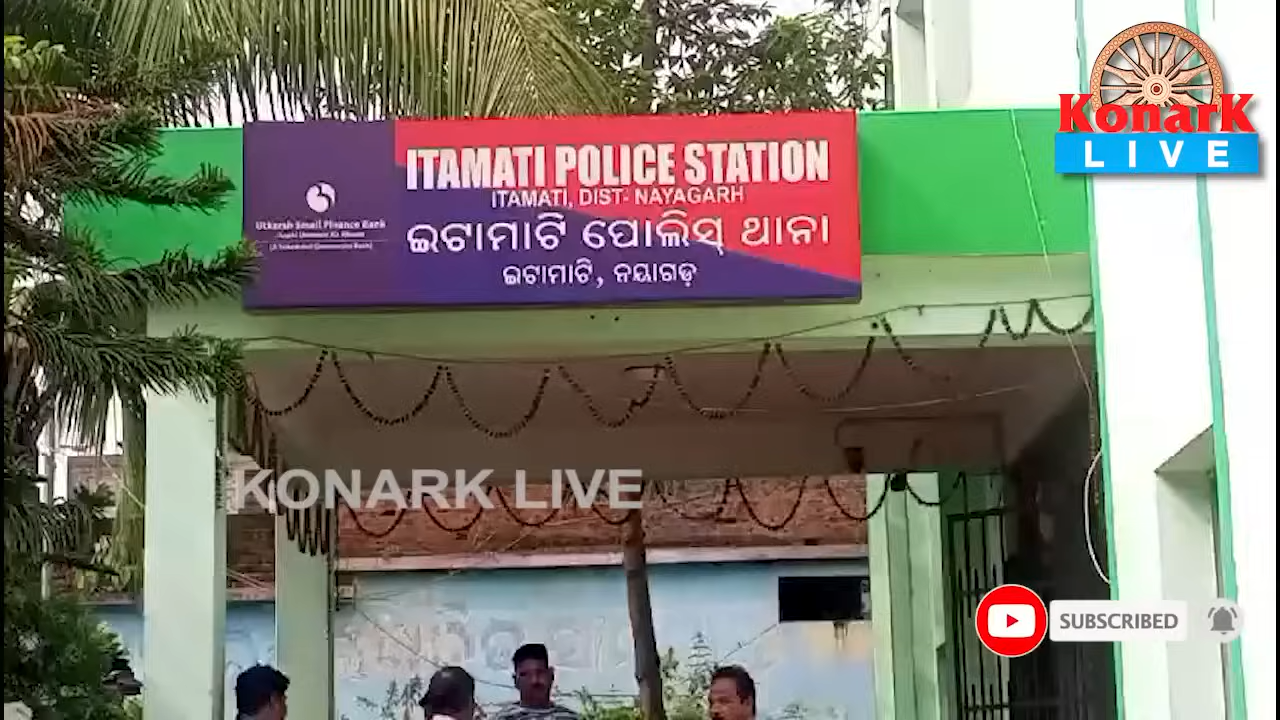 KonarK
LIVE
ITAMATI POLICE STATION
ITAMATI, DIST- NAYAGARH
ଇଟାମାଟି ପୋଲିସ୍ ଥାନା
ଇଟାମାଟି, ନୟାଗଡ଼
Utkarsh Small Finance Bank
KONARK LIVE
SUBSCRIBED